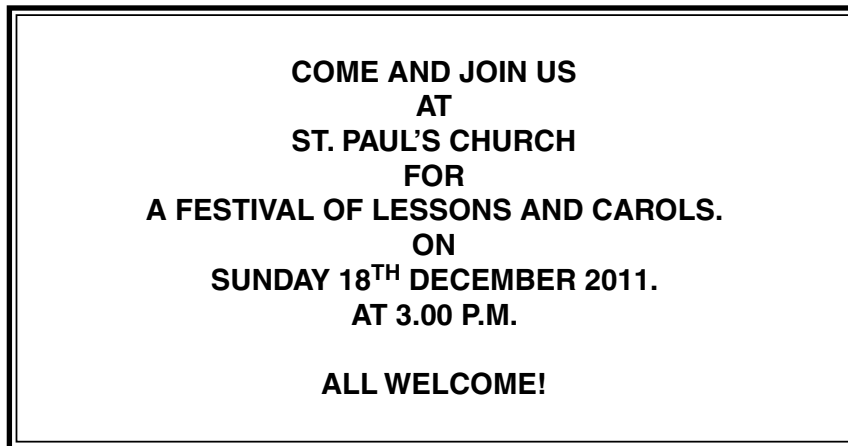 COME AND JOIN US
AT
ST. PAUL'S CHURCH
FOR
A FESTIVAL OF LESSONS AND CAROLS.
ON
SUNDAY 18TH DECEMBER 2011.
AT 3.00 P.M.
ALL WELCOME!